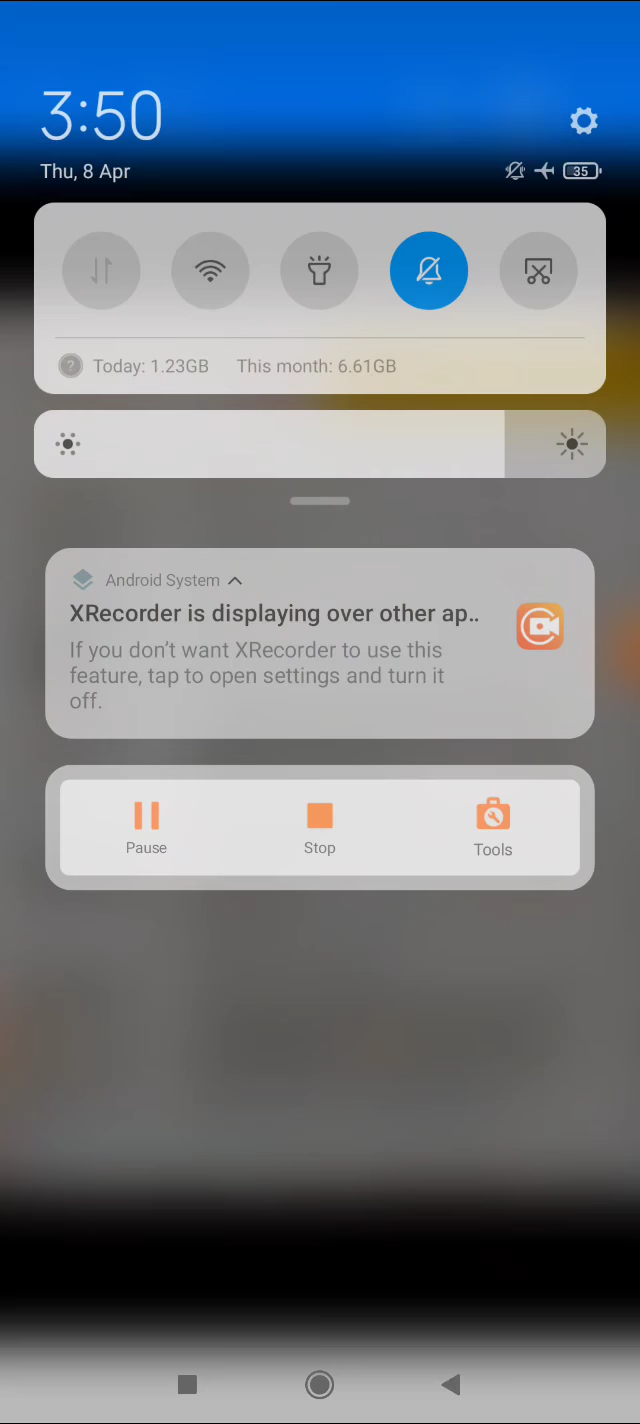 3:50
Thu, 8 Apr
35
Today: 1.23GB This month: 6.61GB
Android System
XRecorder is displaying over other ap..
If you don't want XRecorder to use this
feature, tap to open settings and turn it
off.
Pause Stop Tools